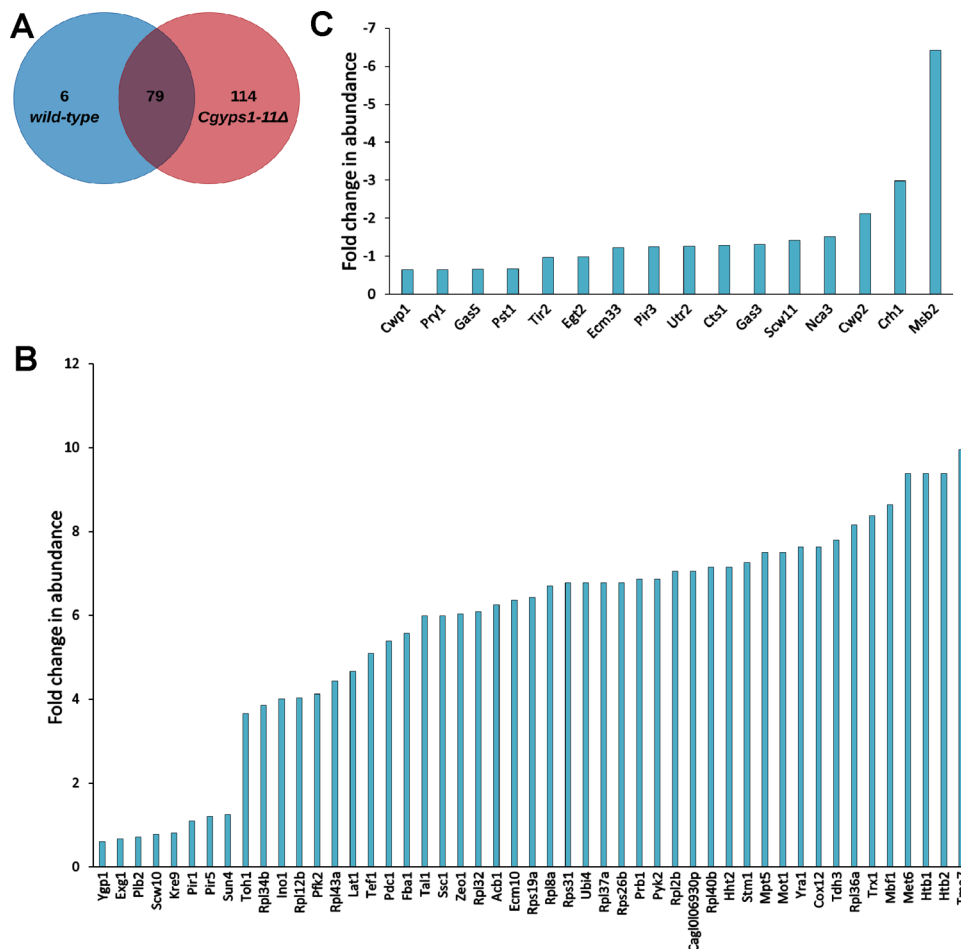 A
6
79
114
wild-type
Cgyps1-11Δ
C
Fold change in abundance
-7
-6
-5
-4
-3
-2
-1
0
Cwp1
Pry1
Gas5
Pst1
Tir2
Egt2
Ecm33
Pir3
Utr2
Cts1
Gas3
Scw11
Nca3
Cwp2
Crh1
Msb2
B
Fold change in abundance
12
10
8
6
4
2
0
Ygp1
Exg1
Plb2
Scw10
Kre9
Pir1
Pir5
Sun4
Toh1
Rpl34b
Ino1
Rpl12b
Pfk2
Rpl43a
Lat1
Tef1
Pdc1
Fba1
Tal1
Ssc1
Zeo1
Rpl32
Acb1
Ecm10
Rps19a
Rpl8a
Rps31
Ubi4
Rpl37a
Rps26b
Prb1
Pyk2
Rpl2b
Cagl0l06930p
Rpl40b
Hht2
Stm1
Mpt5
Mot1
Yra1
Cox12
Tdh3
Rpl36a
Trx1
Mbf1
Met6
Htb1
Htb2